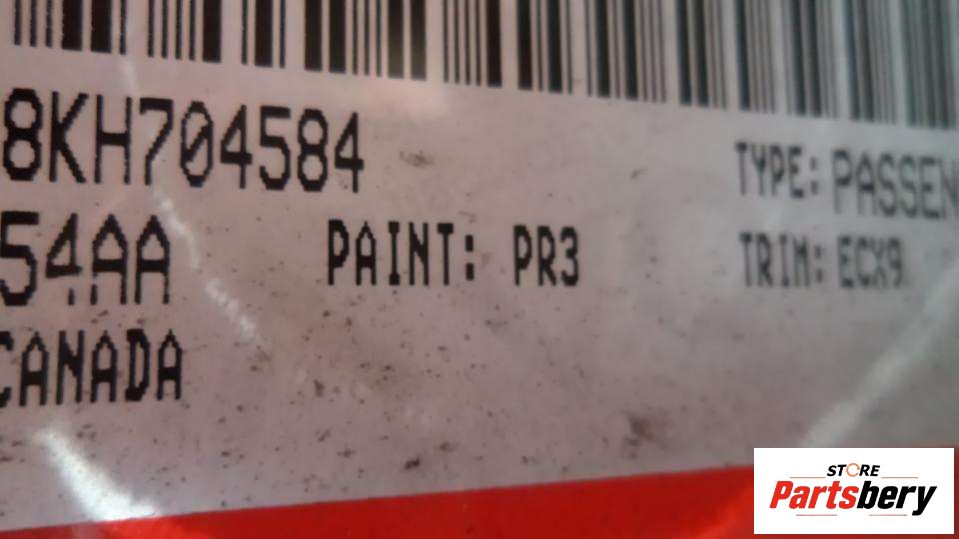 8KH704584
TYPE: PASSEN
54AA
PAINT: PR3
TRIM: ECX9
CANADA
STORE
Partsbery